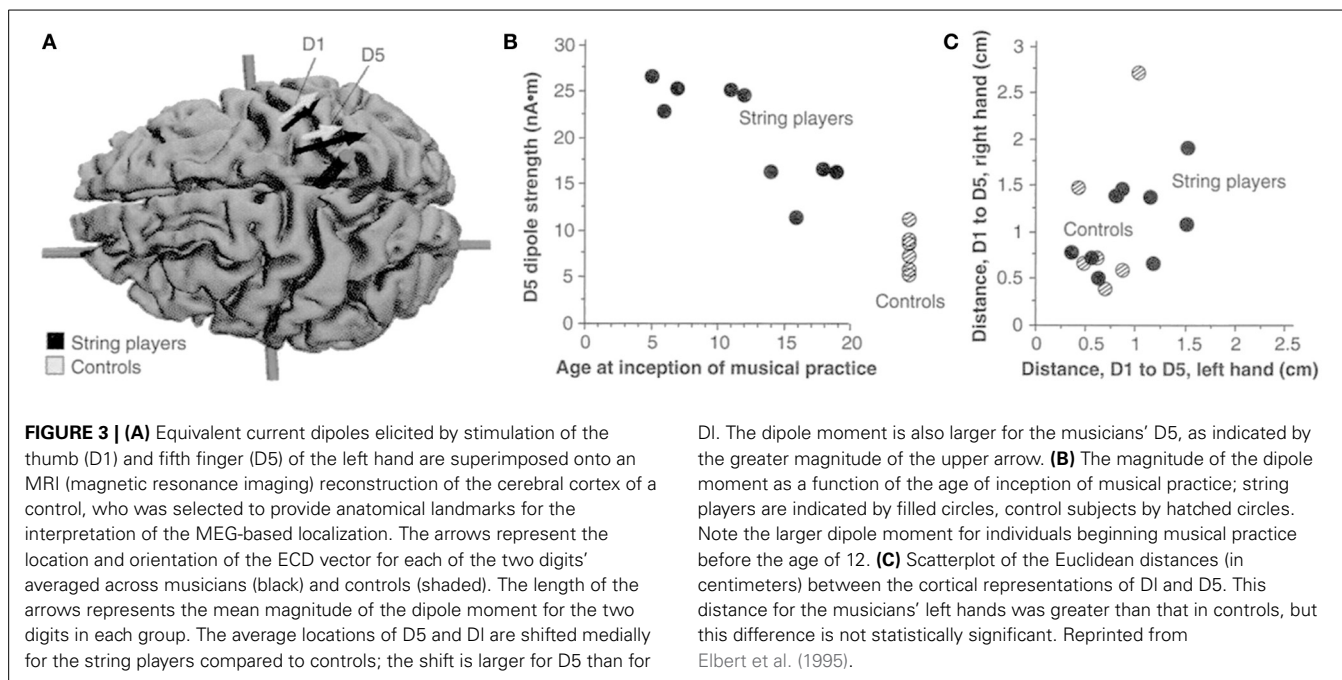 A
D1
D5
String players
Controls
B
30
25
20
15
10
5
0
D5 dipole strength (nA•m)
String players
Controls
0
5
10
15
20
Age at inception of musical practice
C
3
2.5
2
1.5
1
0.5
0
Distance, D1 to D5, right hand (cm)
String players
Controls
0
0.5
1
1.5
2
2.5
Distance, D1 to D5, left hand (cm)
FIGURE 3 | (A) Equivalent current dipoles elicited by stimulation of the
thumb (D1) and fifth finger (D5) of the left hand are superimposed onto an
MRI (magnetic resonance imaging) reconstruction of the cerebral cortex of a
control, who was selected to provide anatomical landmarks for the
interpretation of the MEG-based localization. The arrows represent the
location and orientation of the ECD vector for each of the two digits'
averaged across musicians (black) and controls (shaded). The length of the
arrows represents the mean magnitude of the dipole moment for the two
digits in each group. The average locations of D5 and Dl are shifted medially
for the string players compared to controls; the shift is larger for D5 than for
Dl. The dipole moment is also larger for the musicians' D5, as indicated by
the greater magnitude of the upper arrow. (B) The magnitude of the dipole
moment as a function of the age of inception of musical practice; string
players are indicated by filled circles, control subjects by hatched circles.
Note the larger dipole moment for individuals beginning musical practice
before the age of 12. (C) Scatterplot of the Euclidean distances (in
centimeters) between the cortical representations of Dl and D5. This
distance for the musicians' left hands was greater than that in controls, but
this difference is not statistically significant. Reprinted from
Elbert et al. (1995).